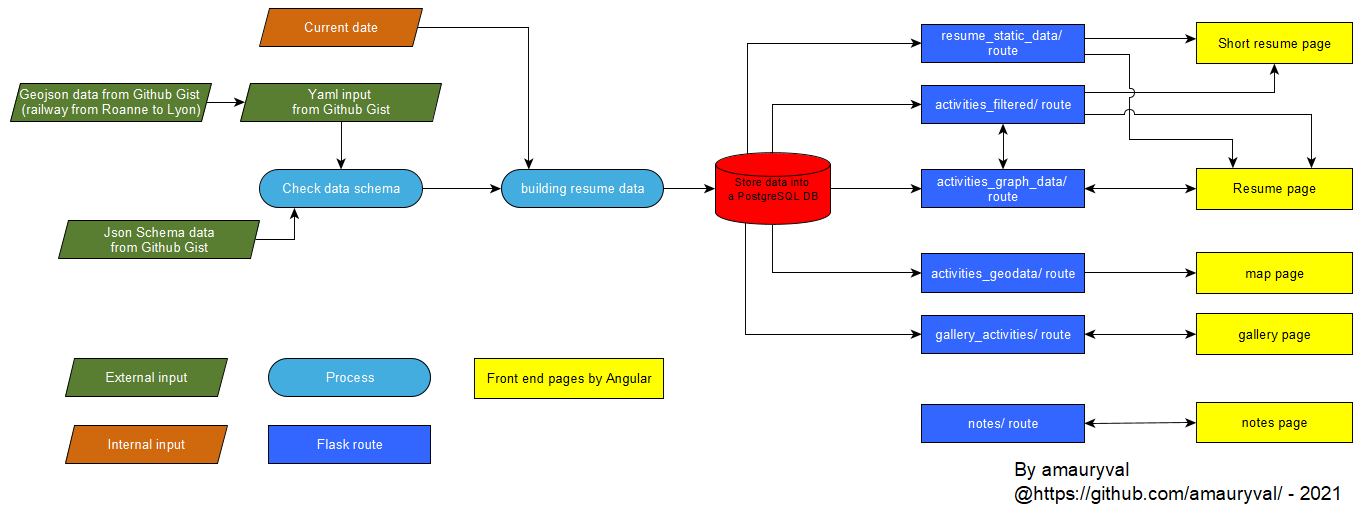 Current date
Geojson data from Github Gist
(railway from Roanne to Lyon)
Yaml input
from Github Gist
Check data schema
building resume data
Json Schema data
from Github Gist
Store data into
a PostgreSQL DB
resume_static_data/
route
activities_filtered/ route
activities_graph_data/
route
activities_geodata/ route
gallery_activities/ route
notes/ route
Short resume page
Resume page
map page
gallery page
notes page
External input
Process
Front end pages by Angular
Internal input
Flask route
By amauryval
@https://github.com/amauryval/ - 2021